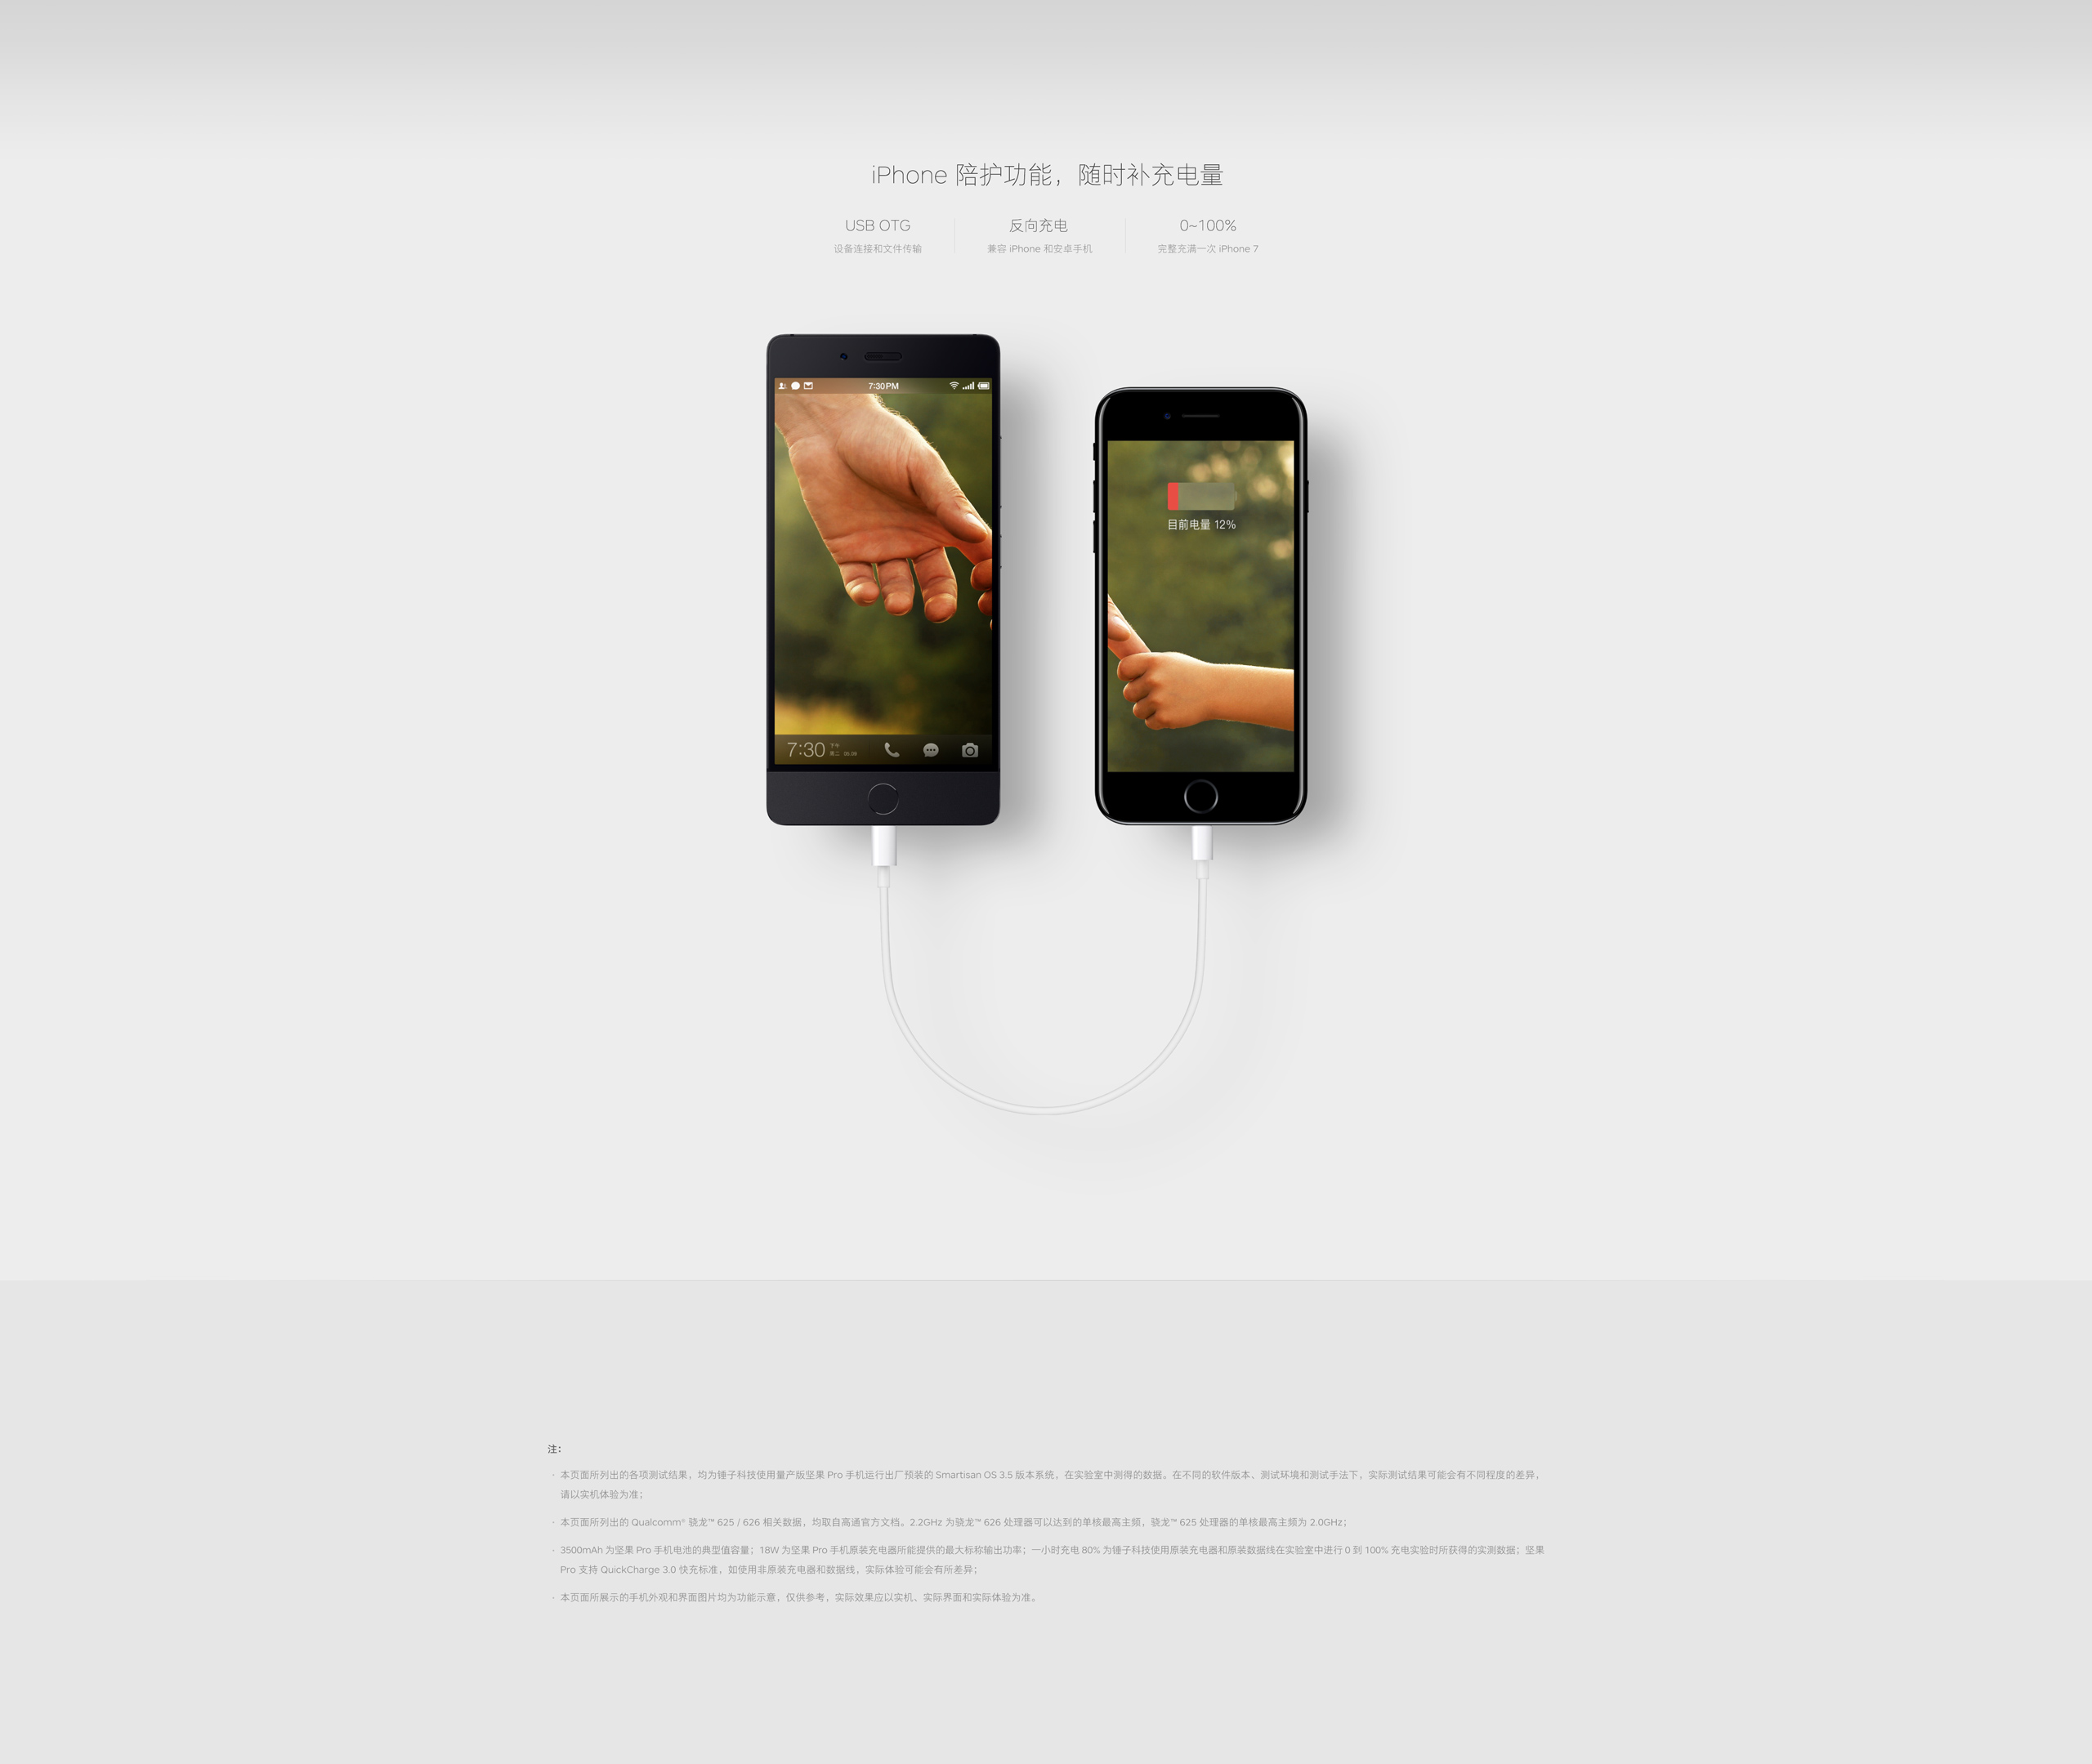 iPhone 陪护功能，随时补充电量
USB OTG
设备连接和文件传输
反向充电
兼容 iPhone 和安卓手机
0~100%
完整充满一次 iPhone 7
7:30 PM
目前电量 12%
7:30
下午
注：
· 本页面所列出的各项测试结果，均为锤子科技使用量产版坚果 Pro 手机运行出厂预装的 Smartisan OS 3.5 版本系统，在实验室中测得的数据。在不同的软件版本、测试环境和测试手法下，实际测试结果可能会有不同程度的差异，
请以实机体验为准；
· 本页面所列出的 Qualcomm® 骁龙™ 625 / 626 相关数据，均取自高通官方文档。2.2GHz 为骁龙™ 626 处理器可以达到的单核最高主频，骁龙™ 625 处理器的单核最高主频为 2.0GHz；
· 3500mAh 为坚果 Pro 手机电池的典型值容量；18W 为坚果 Pro 手机原装充电器所能提供的最大标称输出功率；一小时充电 80% 为锤子科技使用原装充电器和原装数据线在实验室中进行 0 到 100% 充电实验时所获得的实测数据；坚果
Pro 支持 QuickCharge 3.0 快充标准，如使用非原装充电器和数据线，实际体验可能会有所差异；
· 本页面所展示的手机外观和界面图片均为功能示意，仅供参考，实际效果应以实机、实际界面和实际体验为准。